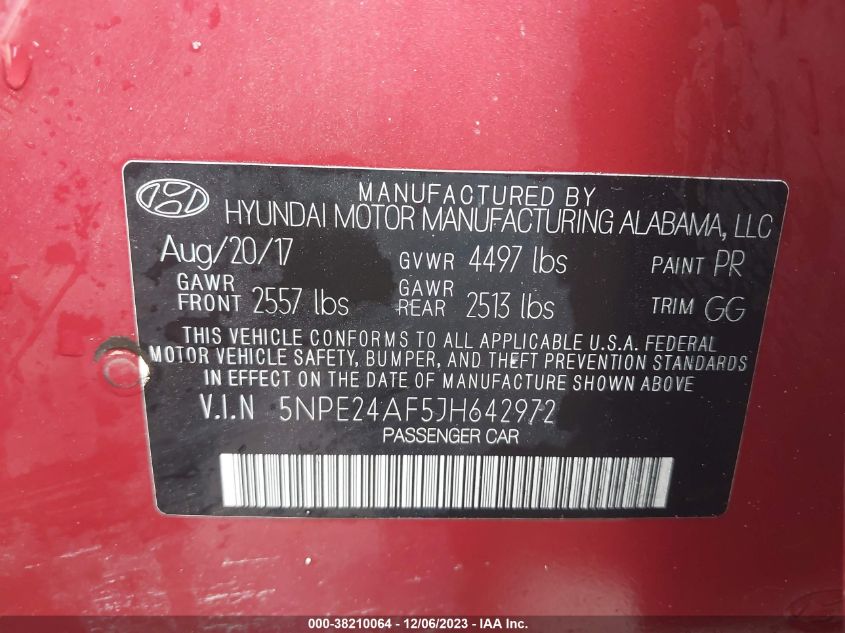 MANUFACTURED BY
HYUNDAI MOTOR MANUFACTURING ALABAMA, LLC
Aug/20/17 GVWR 4497 lbs PAINT PR
GAWR FRONT 2557 lbs GAWR REAR 2513 lbs TRIM GG
THIS VEHICLE CONFORMS TO ALL APPLICABLE U.S.A. FEDERAL
MOTOR VEHICLE SAFETY, BUMPER, AND THEFT PREVENTION STANDARDS
IN EFFECT ON THE DATE OF MANUFACTURE SHOWN ABOVE
V.I.N 5NPE24AF5JH642972
PASSENGER CAR
000-38210064 - 12/06/2023 - IAA Inc.